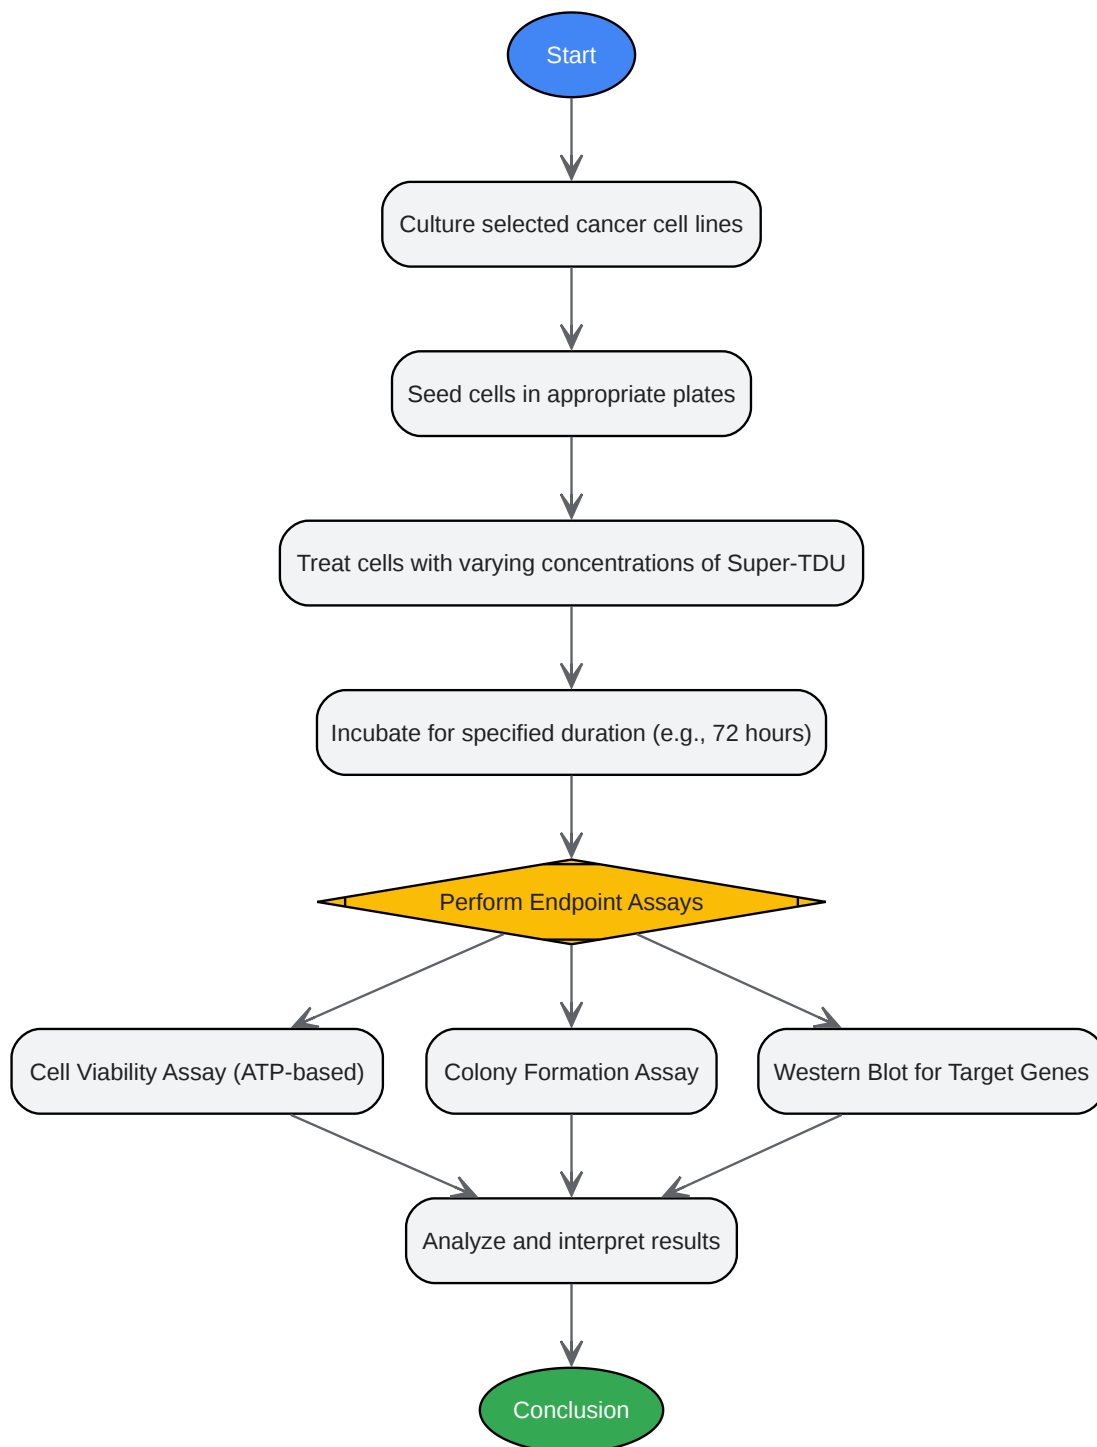 Start
Culture selected cancer cell lines
Seed cells in appropriate plates
Treat cells with varying concentrations of Super-TDU
Incubate for specified duration (e.g., 72 hours)
Perform Endpoint Assays
Cell Viability Assay (ATP-based)
Colony Formation Assay
Western Blot for Target Genes
Analyze and interpret results
Conclusion